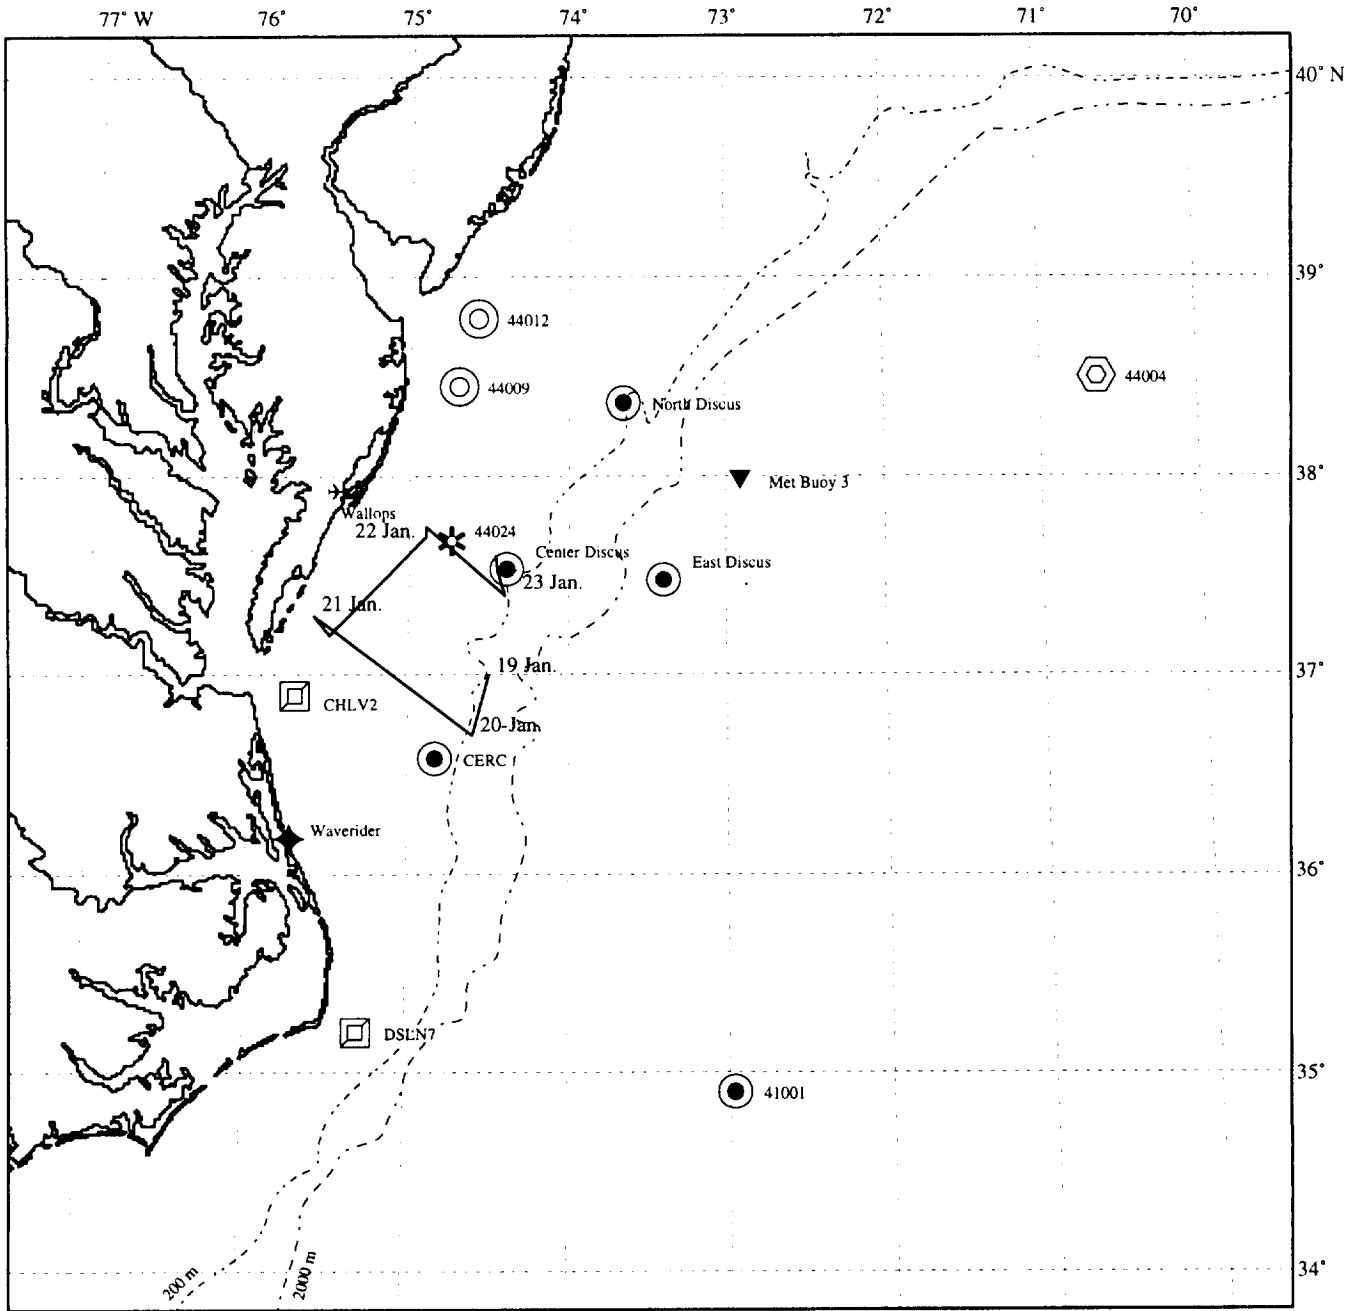 77° W 76° 75° 74° 73° 72° 71° 70°
40° N
39°
44012
44009
44004
North Discus
38°
Met Buoy 3
Wallops
22 Jan.
44024
Center Discus
East Discus
23 Jan.
21 Jan.
19 Jan.
37°
CHLV2
20-Jan.
CERC
Waverider
36°
DSLN7
35°
41001
34°
200 m
2000 m